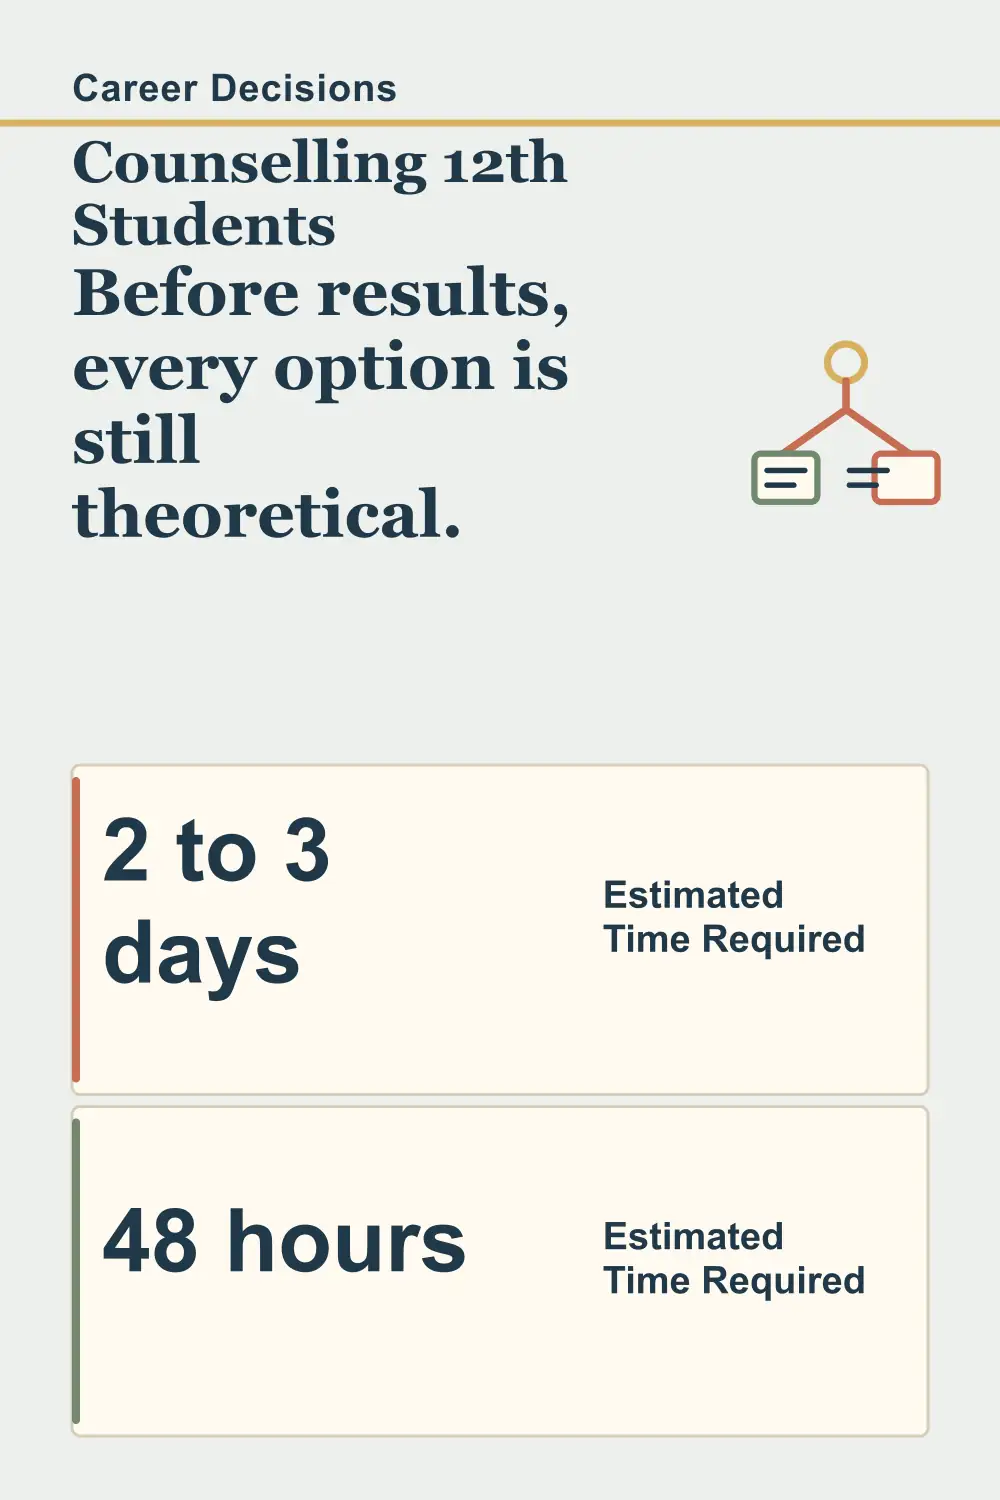 Career Decisions
Counselling 12th
Students
Before results,
every option is
still
theoretical.
2 to 3
days
Estimated
Time Required
48 hours
Estimated
Time Required